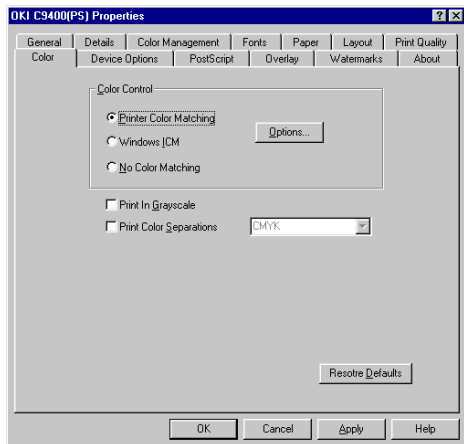 OKI C9400(PS) Properties
General Details Color Management Fonts Paper Layout Print Quality
Color Device Options PostScript Overlay Watermarks About
Color Control
Printer Color Matching
Options...
Windows ICM
No Color Matching
Print In Grayscale
Print Color Separations CMYK
Resotre Defaults
OK Cancel Apply Help